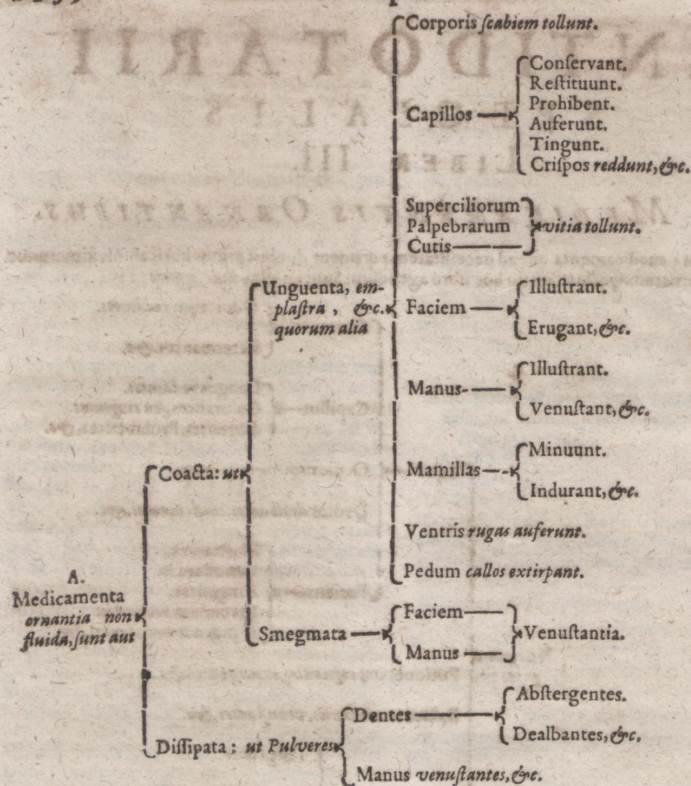 Corporis ſcabiem tollunt.
Conſervant.
Reſtituunt.
Prohibent.
Capillos
Auferunt.
Tingunt.
Criſpos reddunt, &c.
Superciliorum
Palpebrarum
vitia tollunt.
Cutis
Unguenta, em-
plaſtra, &c.
quorum alia
Illuſtrant.
Faciem
Erugant, &c.
Illuſtrant.
Manus
Venuſtant, &c.
Minuunt.
Mamillas
Indurant, &c.
Coacta: ut
Ventris rugas auferunt.
Pedum callos extirpant.
A.
Medicamenta
ornantia non
fluida, ſunt aut
Faciem
Smegmata
Venuſtantia.
Manus
Abſtergentes.
Dentes
Dealbantes, &c.
Diſſipata: ut Pulveres
Manus venuſtantes, &c.